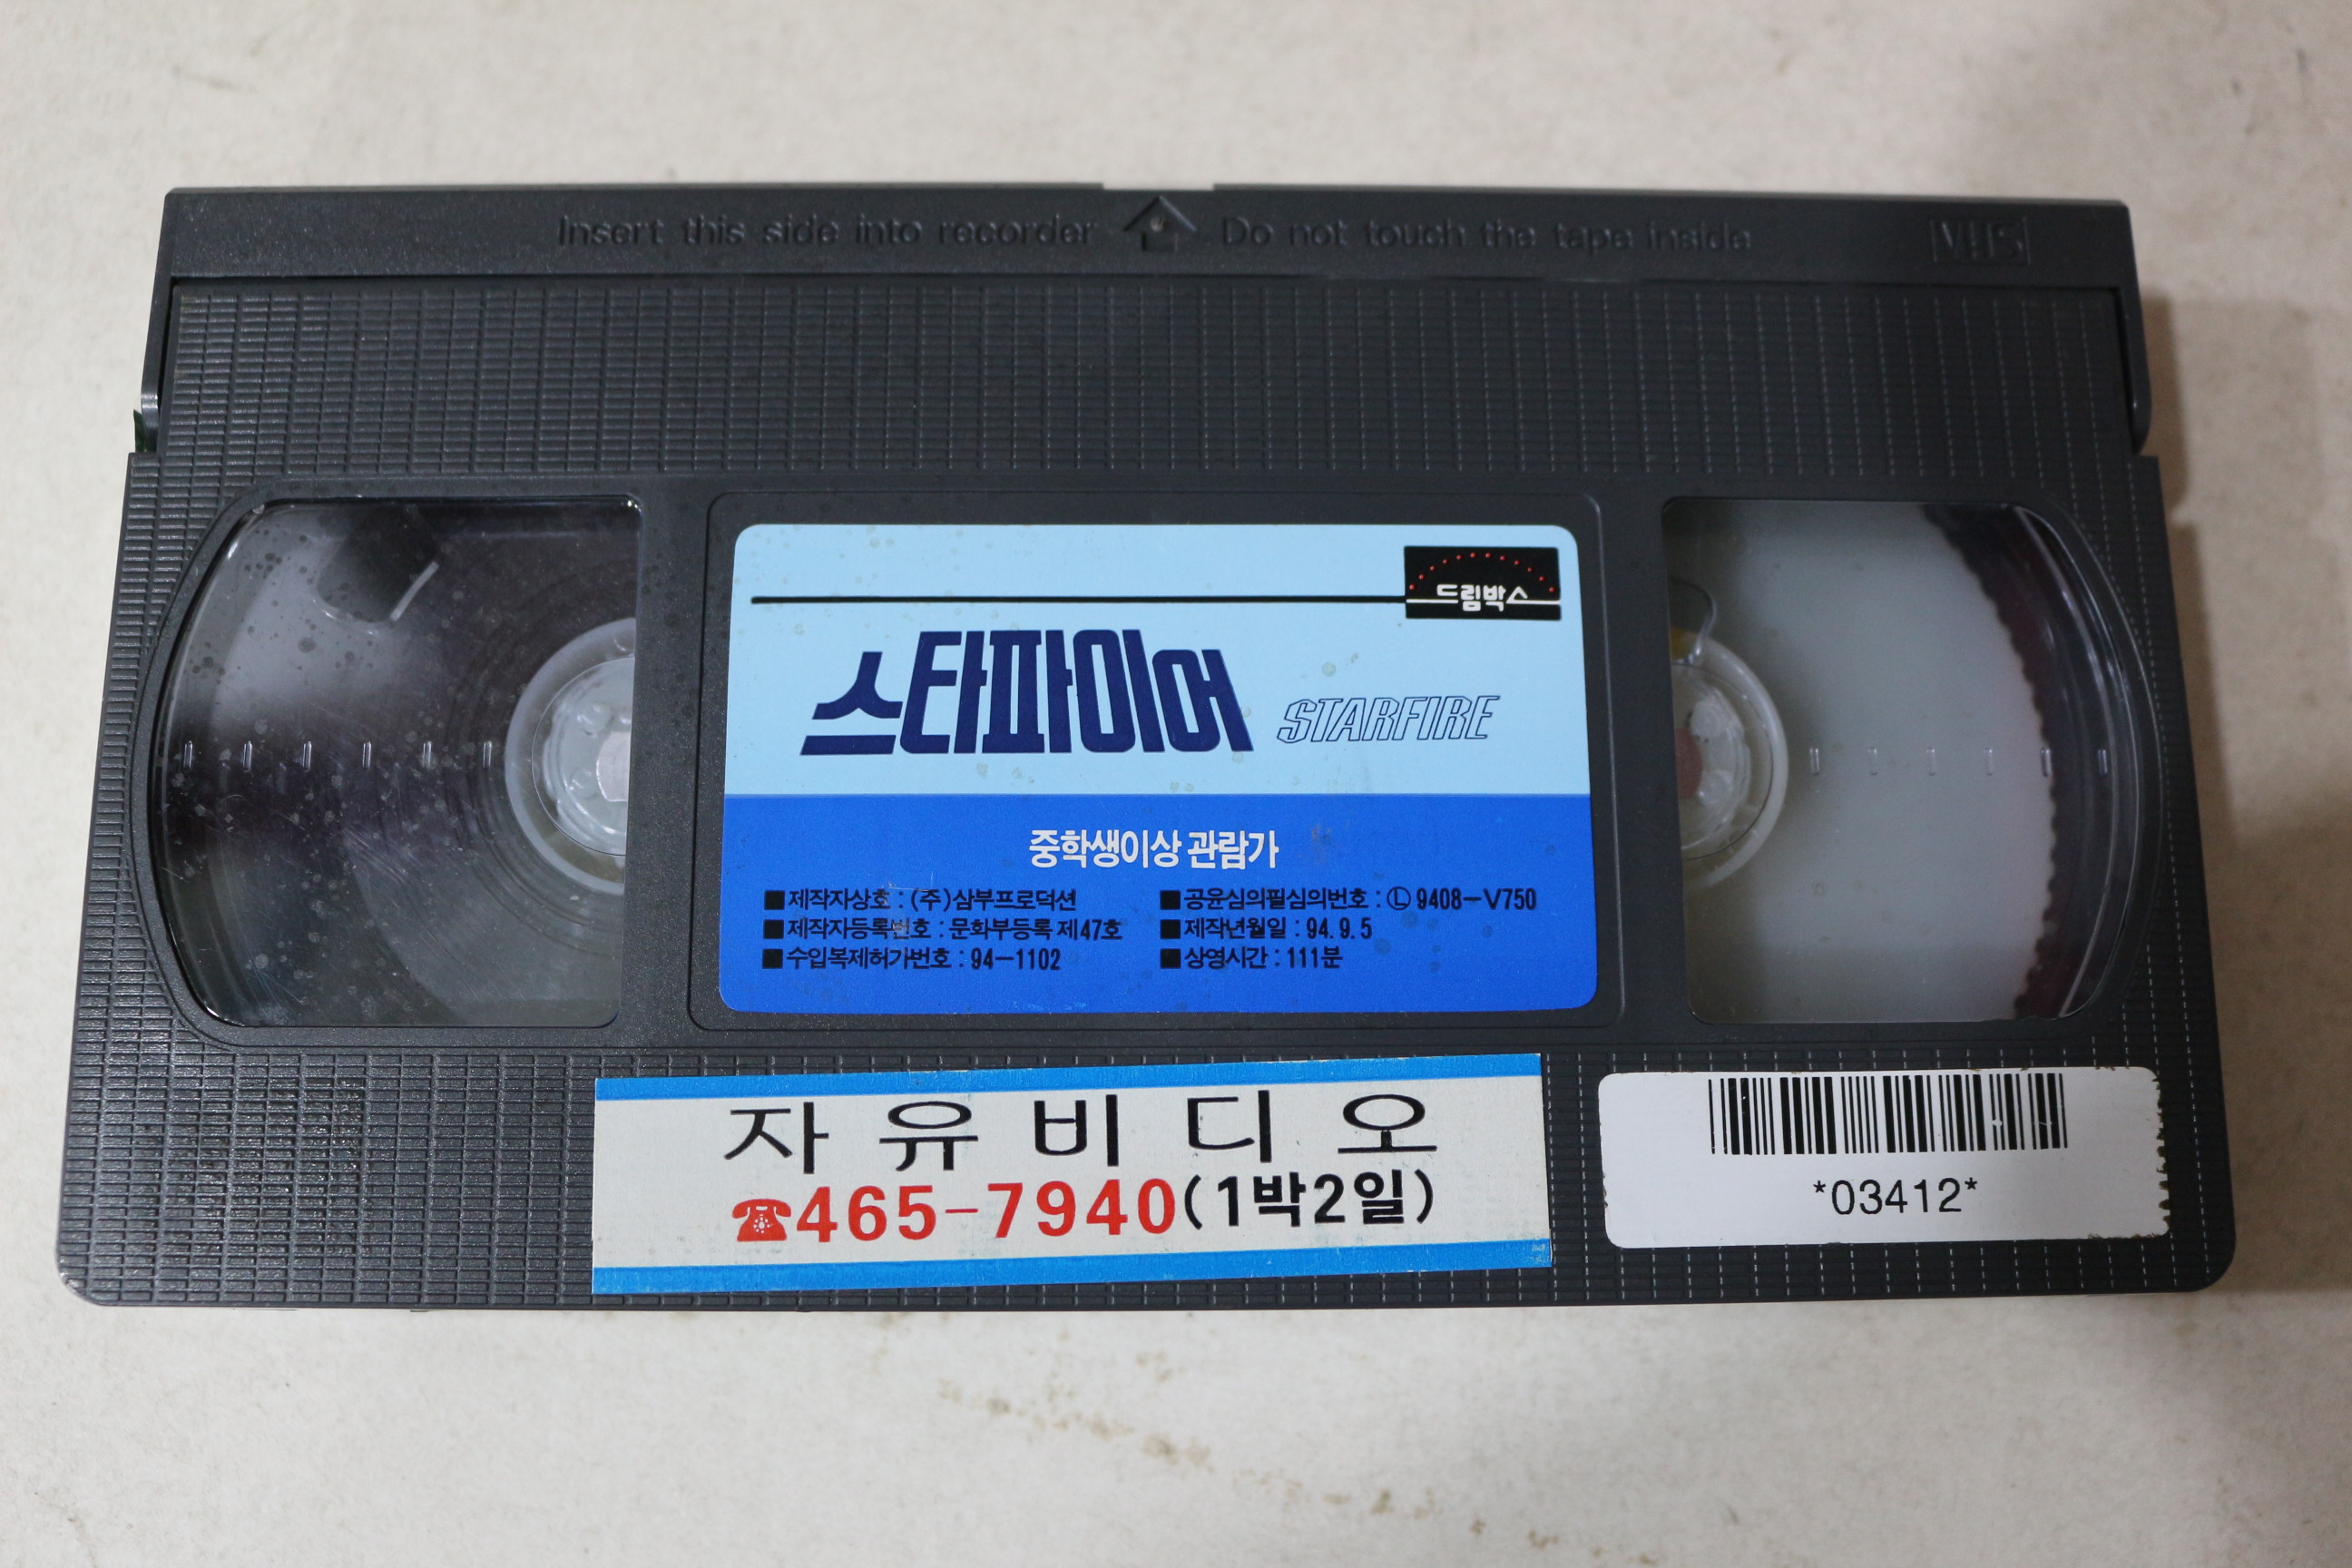 Insert this side into recorder Do not touch the tape inside VHS
드림박스
스타파이어 STARFIRE
중학생이상 관람가
■제작자상호 : (주)삼부프로덕션 ■공윤심의필심의번호 : Ⓛ 9408-V750
■제작자등록번호 : 문화부등록 제47호 ■제작년월일 : 94. 9. 5
■수입복제허가번호 : 94-1102 ■상영시간 : 111분
자유비디오
☎465-7940(1박2일)
*03412*